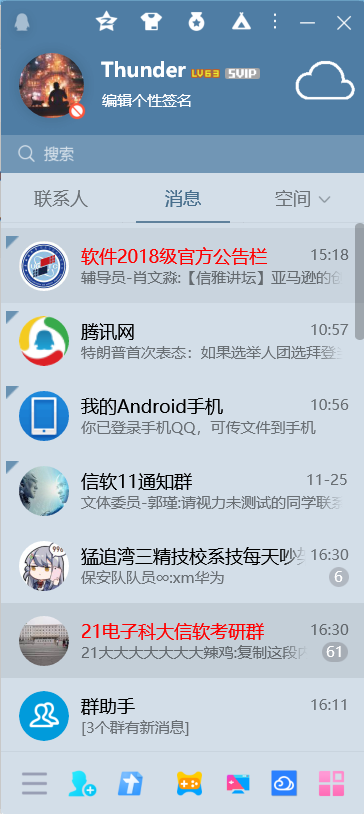 Thunder LV63 SVIP
编辑个性签名
搜索
联系人 消息 空间
软件2018级官方公告栏 15:18
辅导员-肖文淼:【信雅讲坛】亚马逊的创
腾讯网 10:57
特朗普首次表态：如果选举人团选拜登
我的Android手机 10:56
你已登录手机QQ，可传文件到手机
信软11通知群 11-25
文体委员-郭瑾:请视力未测试的同学联系
猛追湾三精技校系技每天吵架 16:30
保安队队员∞:xm华为 6
21电子科大信软考研群 16:30
21大大大大大大大辣鸡:复制这段内 61
群助手 16:11
[3个群有新消息]